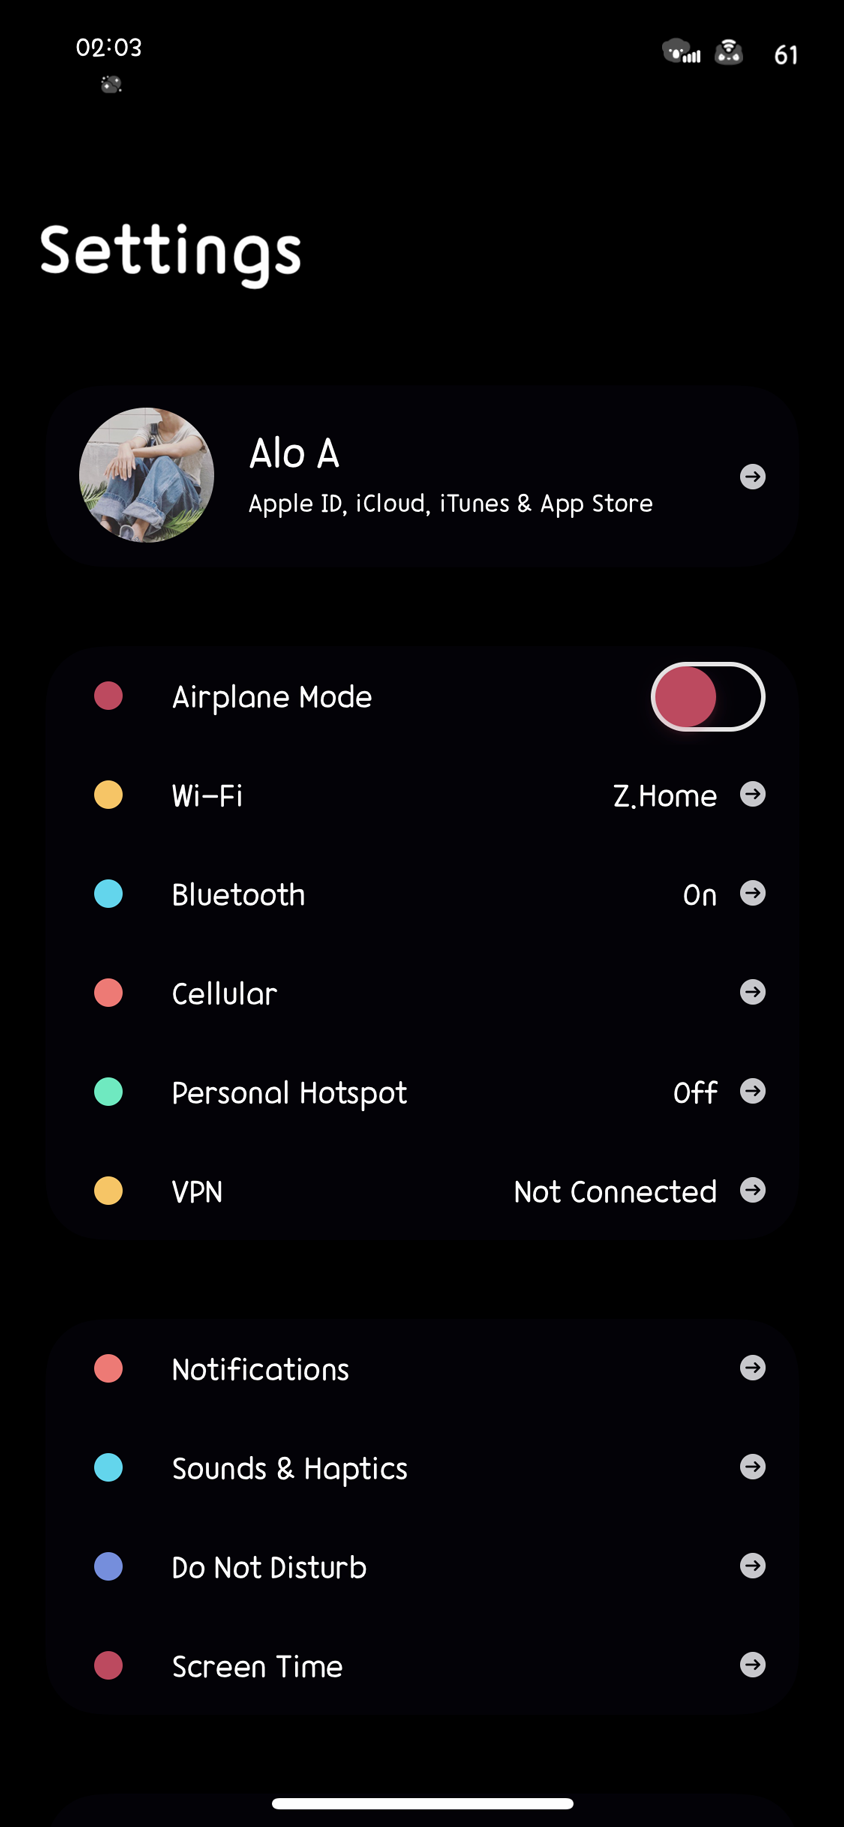 02:03
61
Settings
Alo A
Apple ID, iCloud, iTunes & App Store
Airplane Mode
Wi-Fi Z.Home
Bluetooth On
Cellular
Personal Hotspot Off
VPN Not Connected
Notifications
Sounds & Haptics
Do Not Disturb
Screen Time